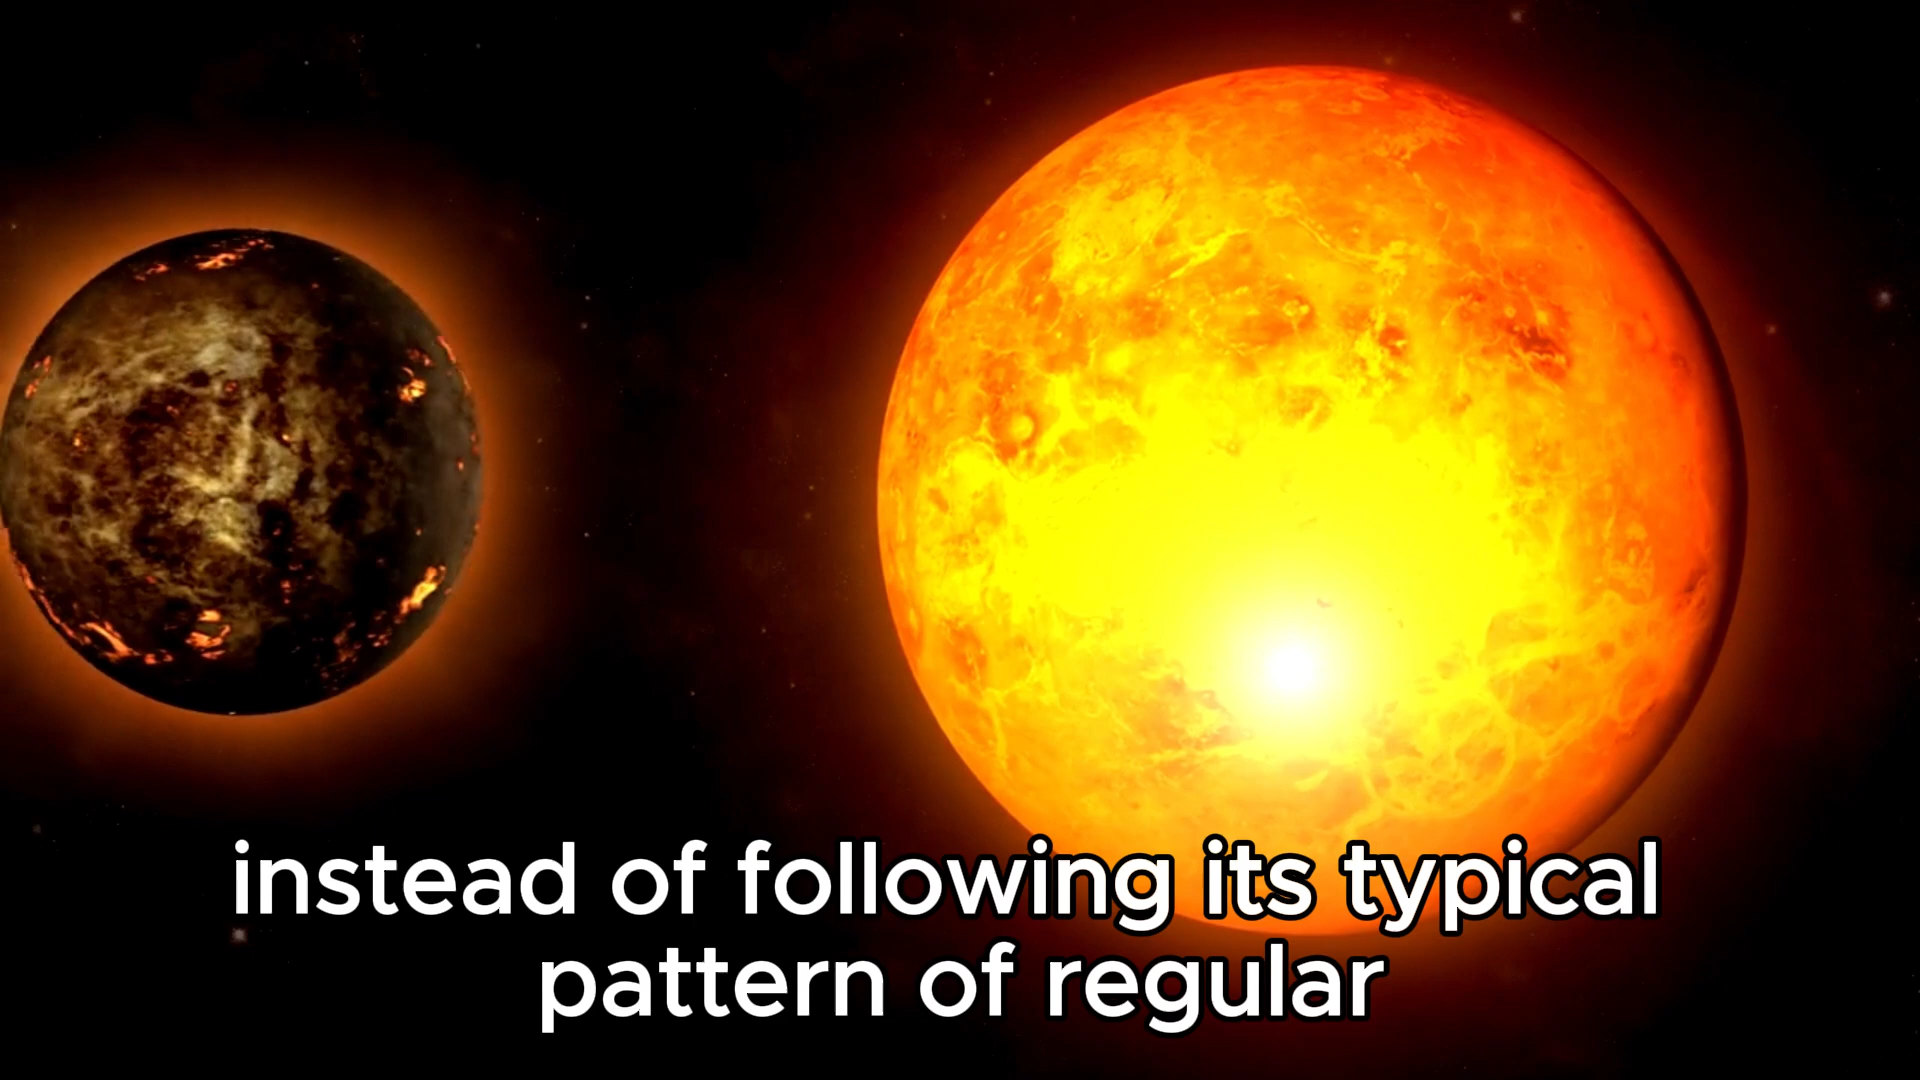 instead of following its typical
pattern of regular